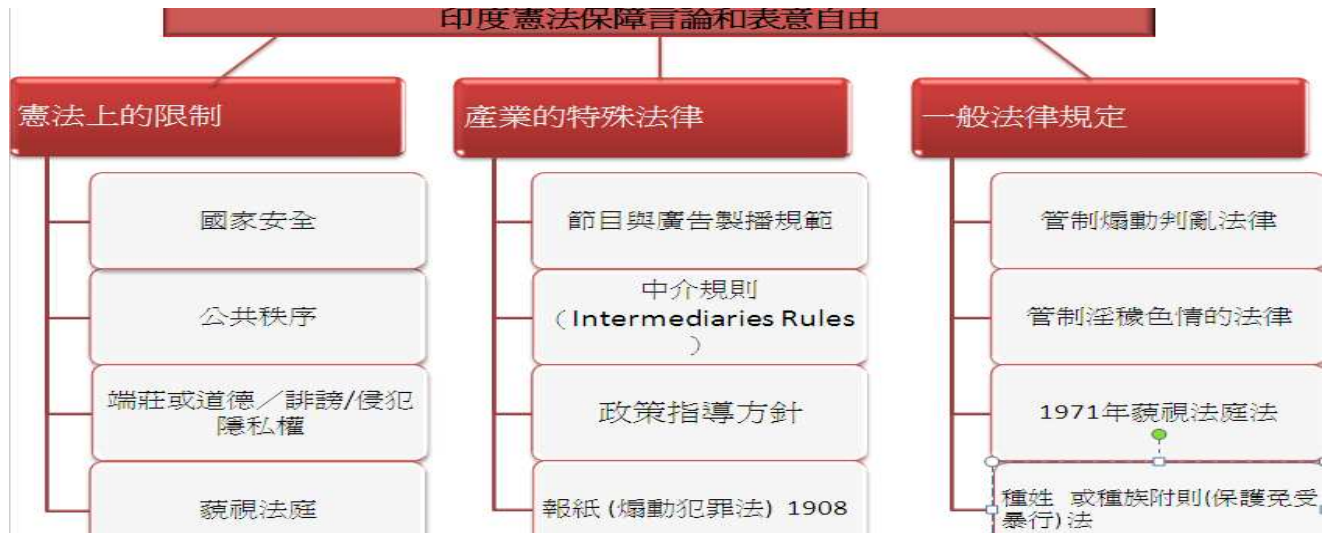 印度憲法保障言論和表意自由
憲法上的限制
國家安全
公共秩序
端莊或道德／誹謗/侵犯
隱私權
藐視法庭
產業的特殊法律
節目與廣告製播規範
中介規則
（Intermediaries Rules
）
政策指導方針
報紙 (煽動犯罪法) 1908
一般法律規定
管制煽動判亂法律
管制淫穢色情的法律
1971年藐視法庭法
種姓 或種族附則(保護免受
暴行)法